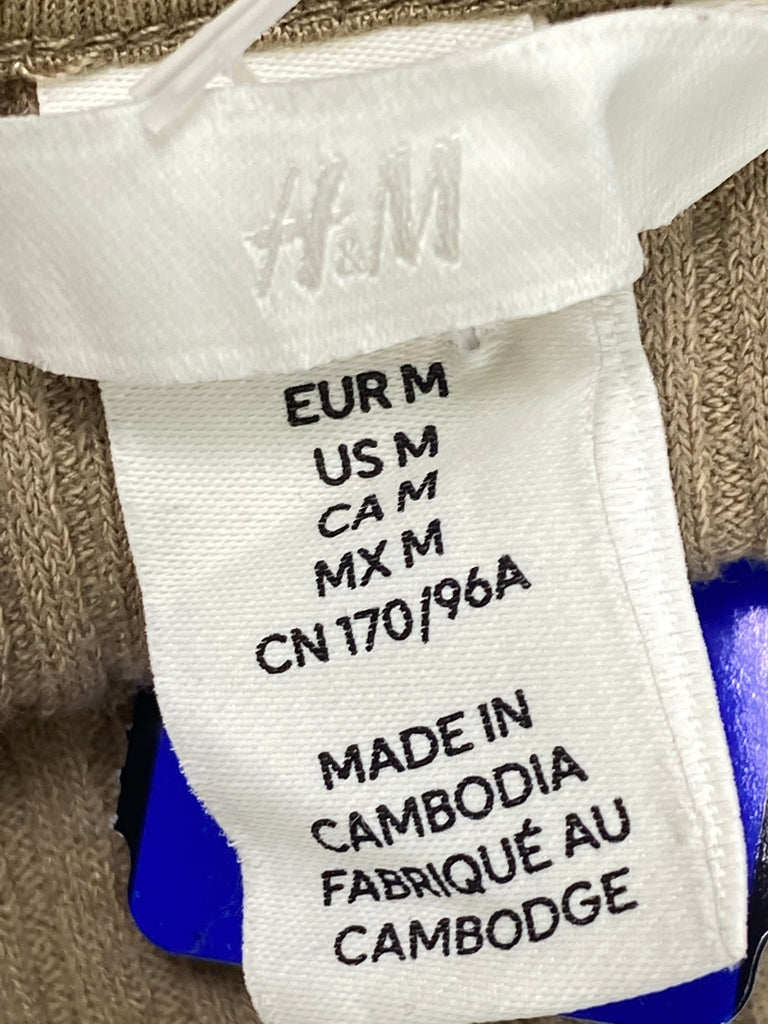 H&M
EUR M
US M
CA M
MX M
CN 170/96A
MADE IN
CAMBODIA
FABRIQUÉ AU
CAMBODGE